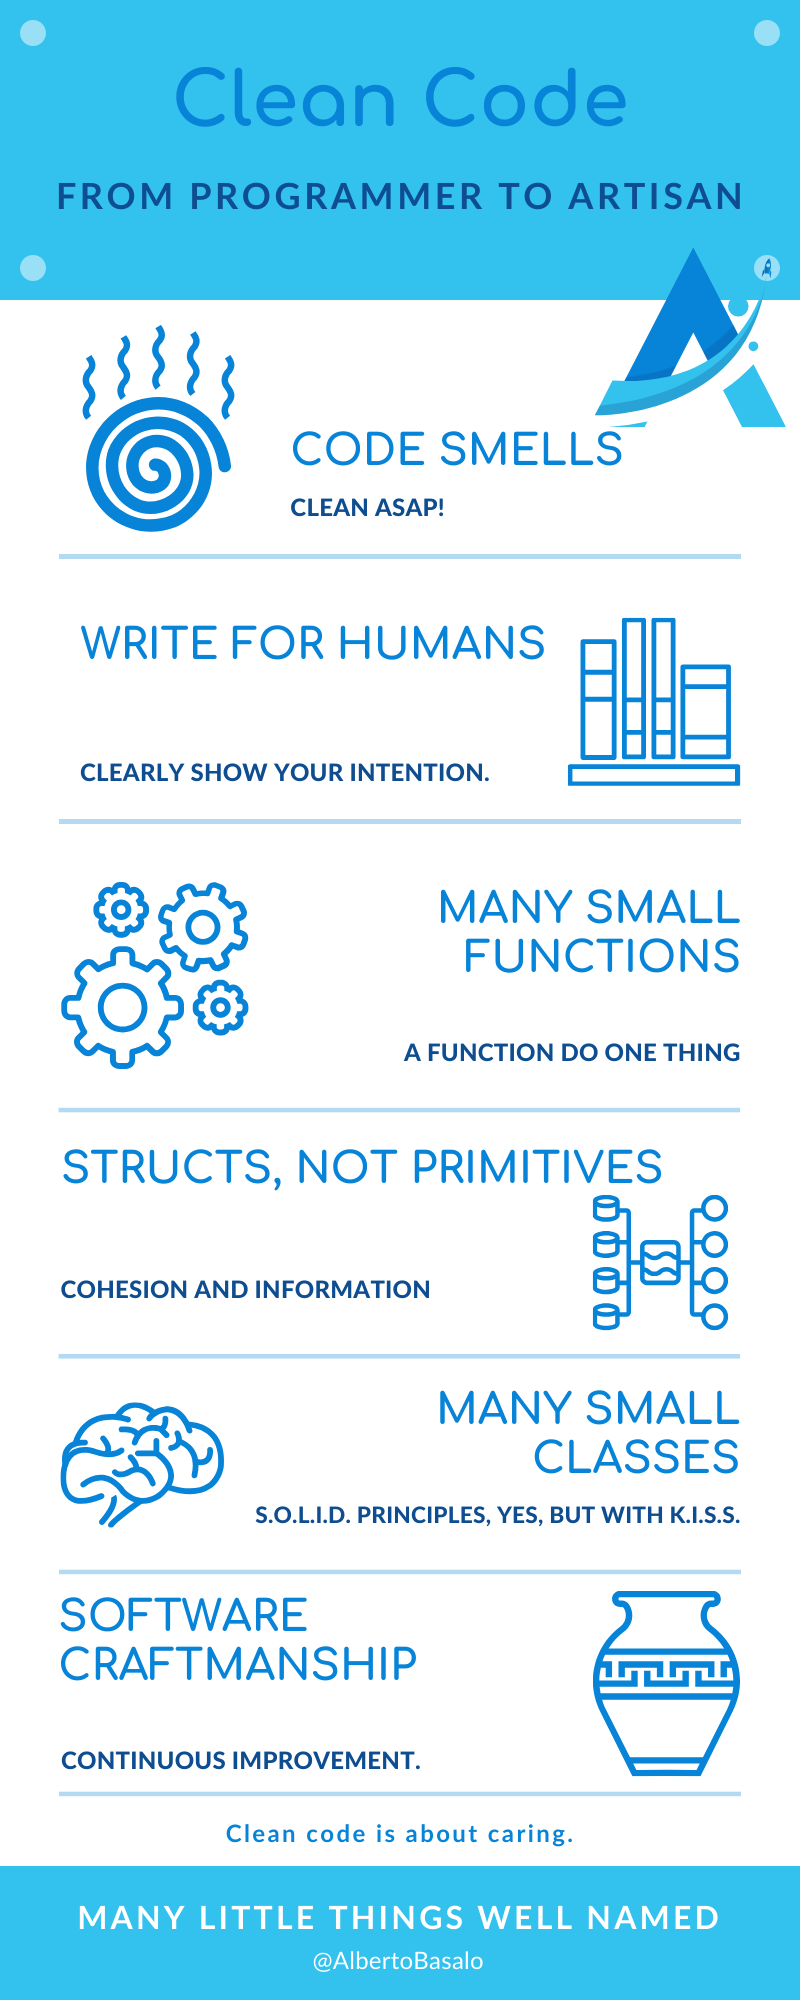 Clean Code
FROM PROGRAMMER TO ARTISAN
CODE SMELLS
CLEAN ASAP!
WRITE FOR HUMANS
CLEARLY SHOW YOUR INTENTION.
MANY SMALL
FUNCTIONS
A FUNCTION DO ONE THING
STRUCTS, NOT PRIMITIVES
COHESION AND INFORMATION
MANY SMALL
CLASSES
S.O.L.I.D. PRINCIPLES, YES, BUT WITH K.I.S.S.
SOFTWARE
CRAFTMANSHIP
CONTINUOUS IMPROVEMENT.
Clean code is about caring.
MANY LITTLE THINGS WELL NAMED
@AlbertoBasalo